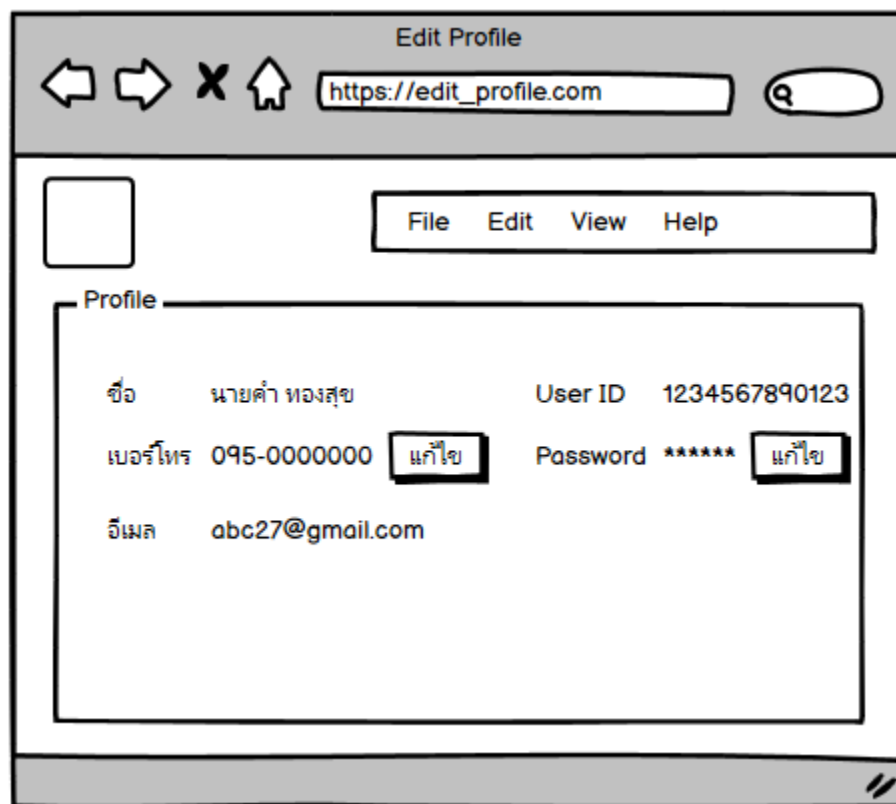 Edit Profile
https://edit_profile.com
File Edit View Help
Profile
ชื่อ นายคำ ทองสุข User ID 1234567890123
เบอร์โทร 095-0000000 แก้ไข Password ****** แก้ไข
อีเมล abc27@gmail.com